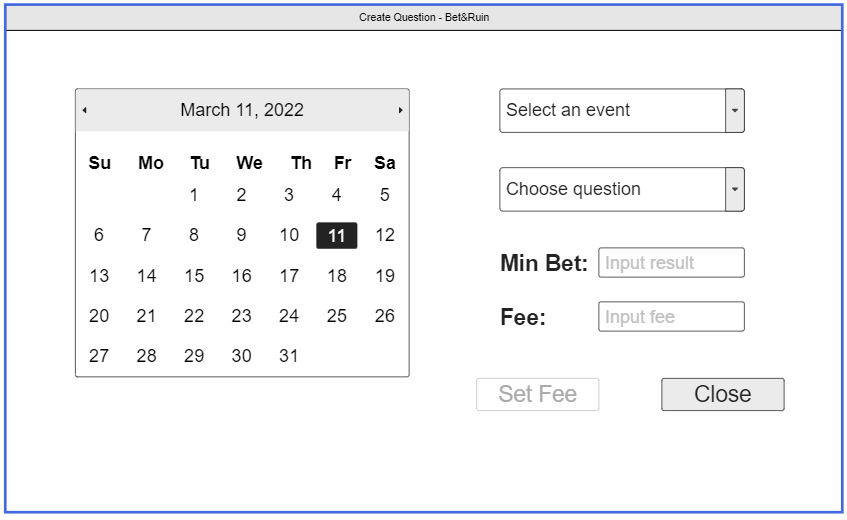 Create Question - Bet&Ruin
March 11, 2022
Su Mo Tu We Th Fr Sa
1 2 3 4 5
6 7 8 9 10 11 12
13 14 15 16 17 18 19
20 21 22 23 24 25 26
27 28 29 30 31
Select an event
Choose question
Min Bet: Input result
Fee: Input fee
Set Fee Close